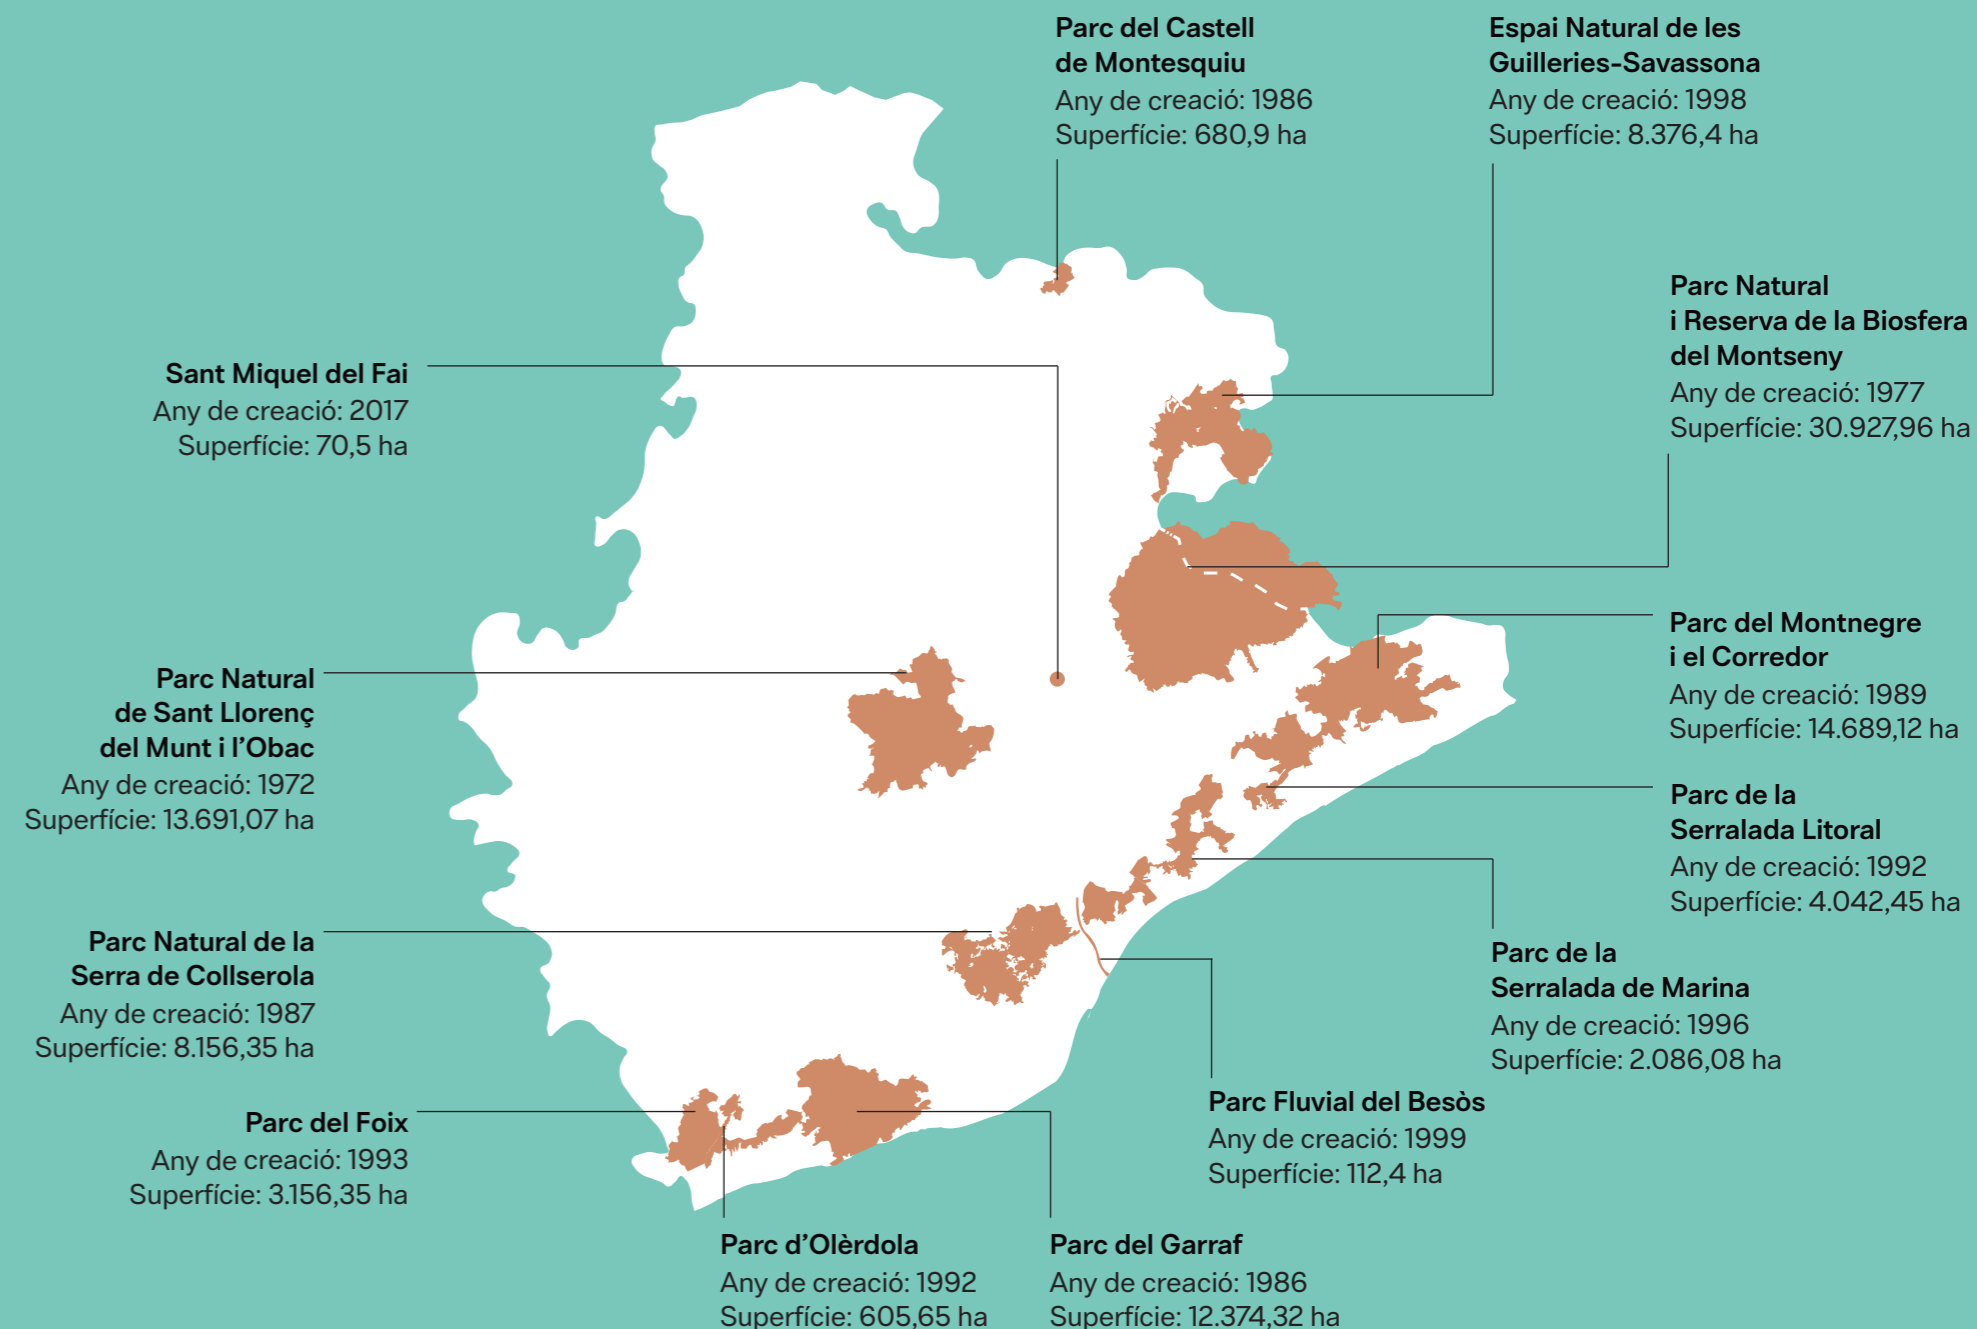 Parc del Castell
de Montesquiu
Any de creació: 1986
Superfície: 680,9 ha
Espai Natural de les
Guilleries-Savassona
Any de creació: 1998
Superfície: 8.376,4 ha
Parc Natural
i Reserva de la Biosfera
del Montseny
Any de creació: 1977
Superfície: 30.927,96 ha
Sant Miquel del Fai
Any de creació: 2017
Superfície: 70,5 ha
Parc del Montnegre
i el Corredor
Any de creació: 1989
Superfície: 14.689,12 ha
Parc Natural
de Sant Llorenç
del Munt i l’Obac
Any de creació: 1972
Superfície: 13.691,07 ha
Parc de la
Serralada Litoral
Any de creació: 1992
Superfície: 4.042,45 ha
Parc Natural de la
Serra de Collserola
Any de creació: 1987
Superfície: 8.156,35 ha
Parc de la
Serralada de Marina
Any de creació: 1996
Superfície: 2.086,08 ha
Parc Fluvial del Besòs
Any de creació: 1999
Superfície: 112,4 ha
Parc del Foix
Any de creació: 1993
Superfície: 3.156,35 ha
Parc d’Olèrdola
Any de creació: 1992
Superfície: 605,65 ha
Parc del Garraf
Any de creació: 1986
Superfície: 12.374,32 ha